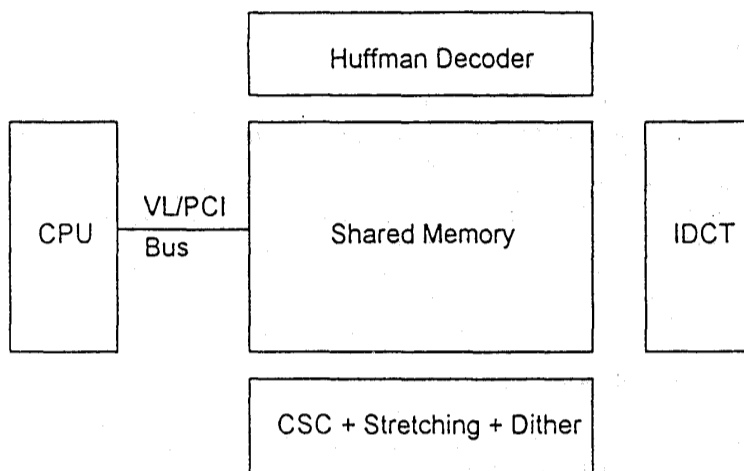 Huffman Decoder
VL/PCI
CPU
Shared Memory
IDCT
Bus
CSC + Stretching + Dither